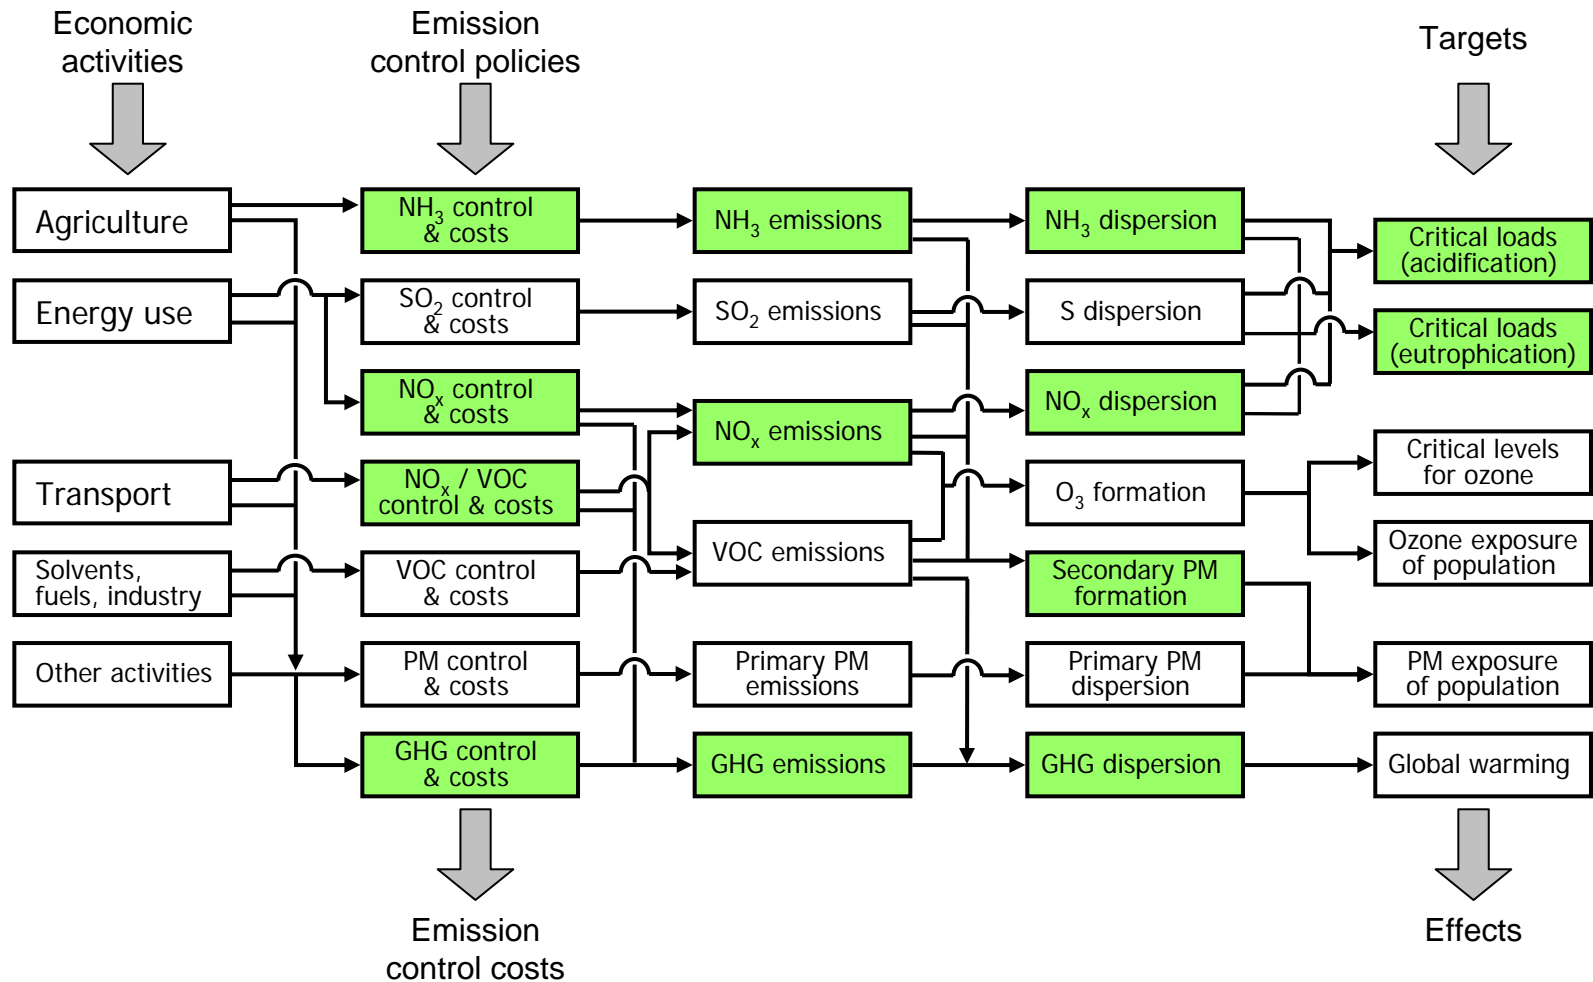 Economic
activities
Emission
control policies
Targets
Agriculture
NH₃ control
& costs
NH₃ emissions
NH₃ dispersion
Critical loads
(acidification)
Energy use
SO₂ control
& costs
SO₂ emissions
S dispersion
Critical loads
(eutrophication)
NOₓ control
& costs
NOₓ emissions
NOₓ dispersion
Transport
NOₓ / VOC
control & costs
O₃ formation
Critical levels
for ozone
Solvents,
fuels, industry
VOC control
& costs
VOC emissions
Secondary PM
formation
Ozone exposure
of population
Other activities
PM control
& costs
Primary PM
emissions
Primary PM
dispersion
PM exposure
of population
GHG control
& costs
GHG emissions
GHG dispersion
Global warming
Emission
control costs
Effects